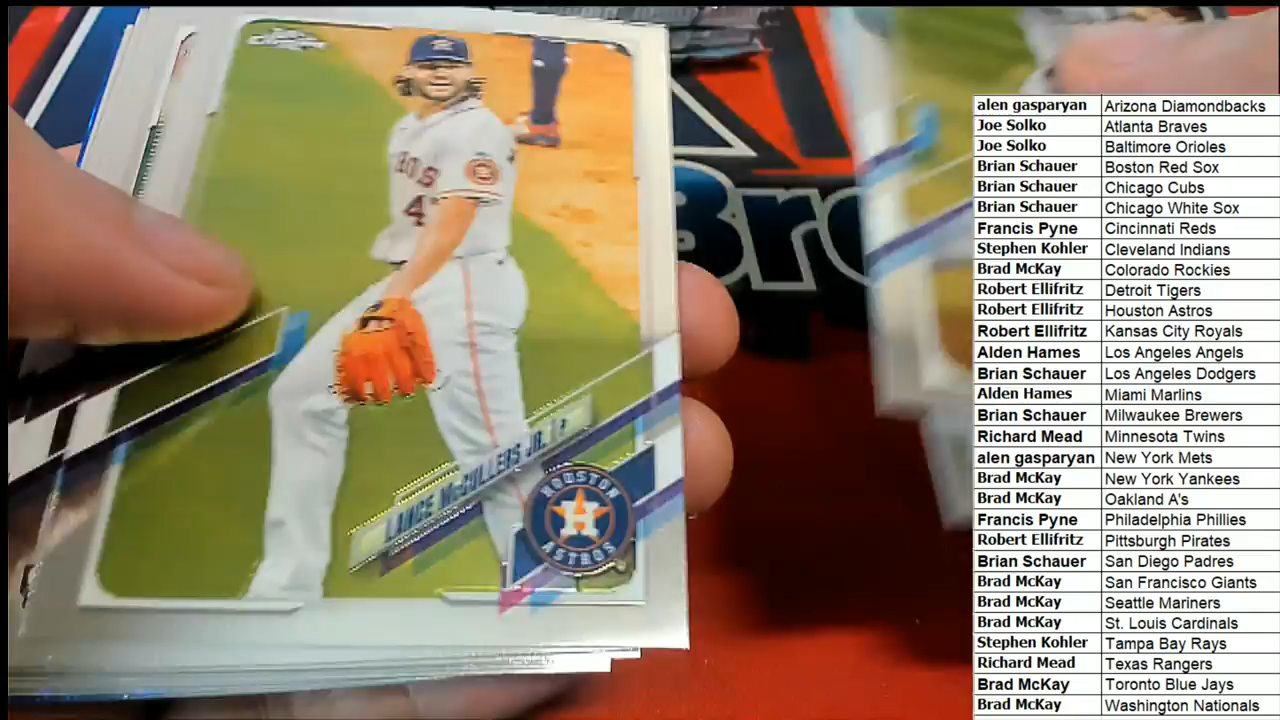 Chrome
4
LANCE McCULLERS JR. P
HOUSTON
H
ASTROS
Bre
alen gasparyan Arizona Diamondbacks
Joe Solko Atlanta Braves
Joe Solko Baltimore Orioles
Brian Schauer Boston Red Sox
Brian Schauer Chicago Cubs
Brian Schauer Chicago White Sox
Francis Pyne Cincinnati Reds
Stephen Kohler Cleveland Indians
Brad McKay Colorado Rockies
Robert Ellifritz Detroit Tigers
Robert Ellifritz Houston Astros
Robert Ellifritz Kansas City Royals
Alden Hames Los Angeles Angels
Brian Schauer Los Angeles Dodgers
Alden Hames Miami Marlins
Brian Schauer Milwaukee Brewers
Richard Mead Minnesota Twins
alen gasparyan New York Mets
Brad McKay New York Yankees
Brad McKay Oakland A's
Francis Pyne Philadelphia Phillies
Robert Ellifritz Pittsburgh Pirates
Brian Schauer San Diego Padres
Brad McKay San Francisco Giants
Brad McKay Seattle Mariners
Brad McKay St. Louis Cardinals
Stephen Kohler Tampa Bay Rays
Richard Mead Texas Rangers
Brad McKay Toronto Blue Jays
Brad McKay Washington Nationals